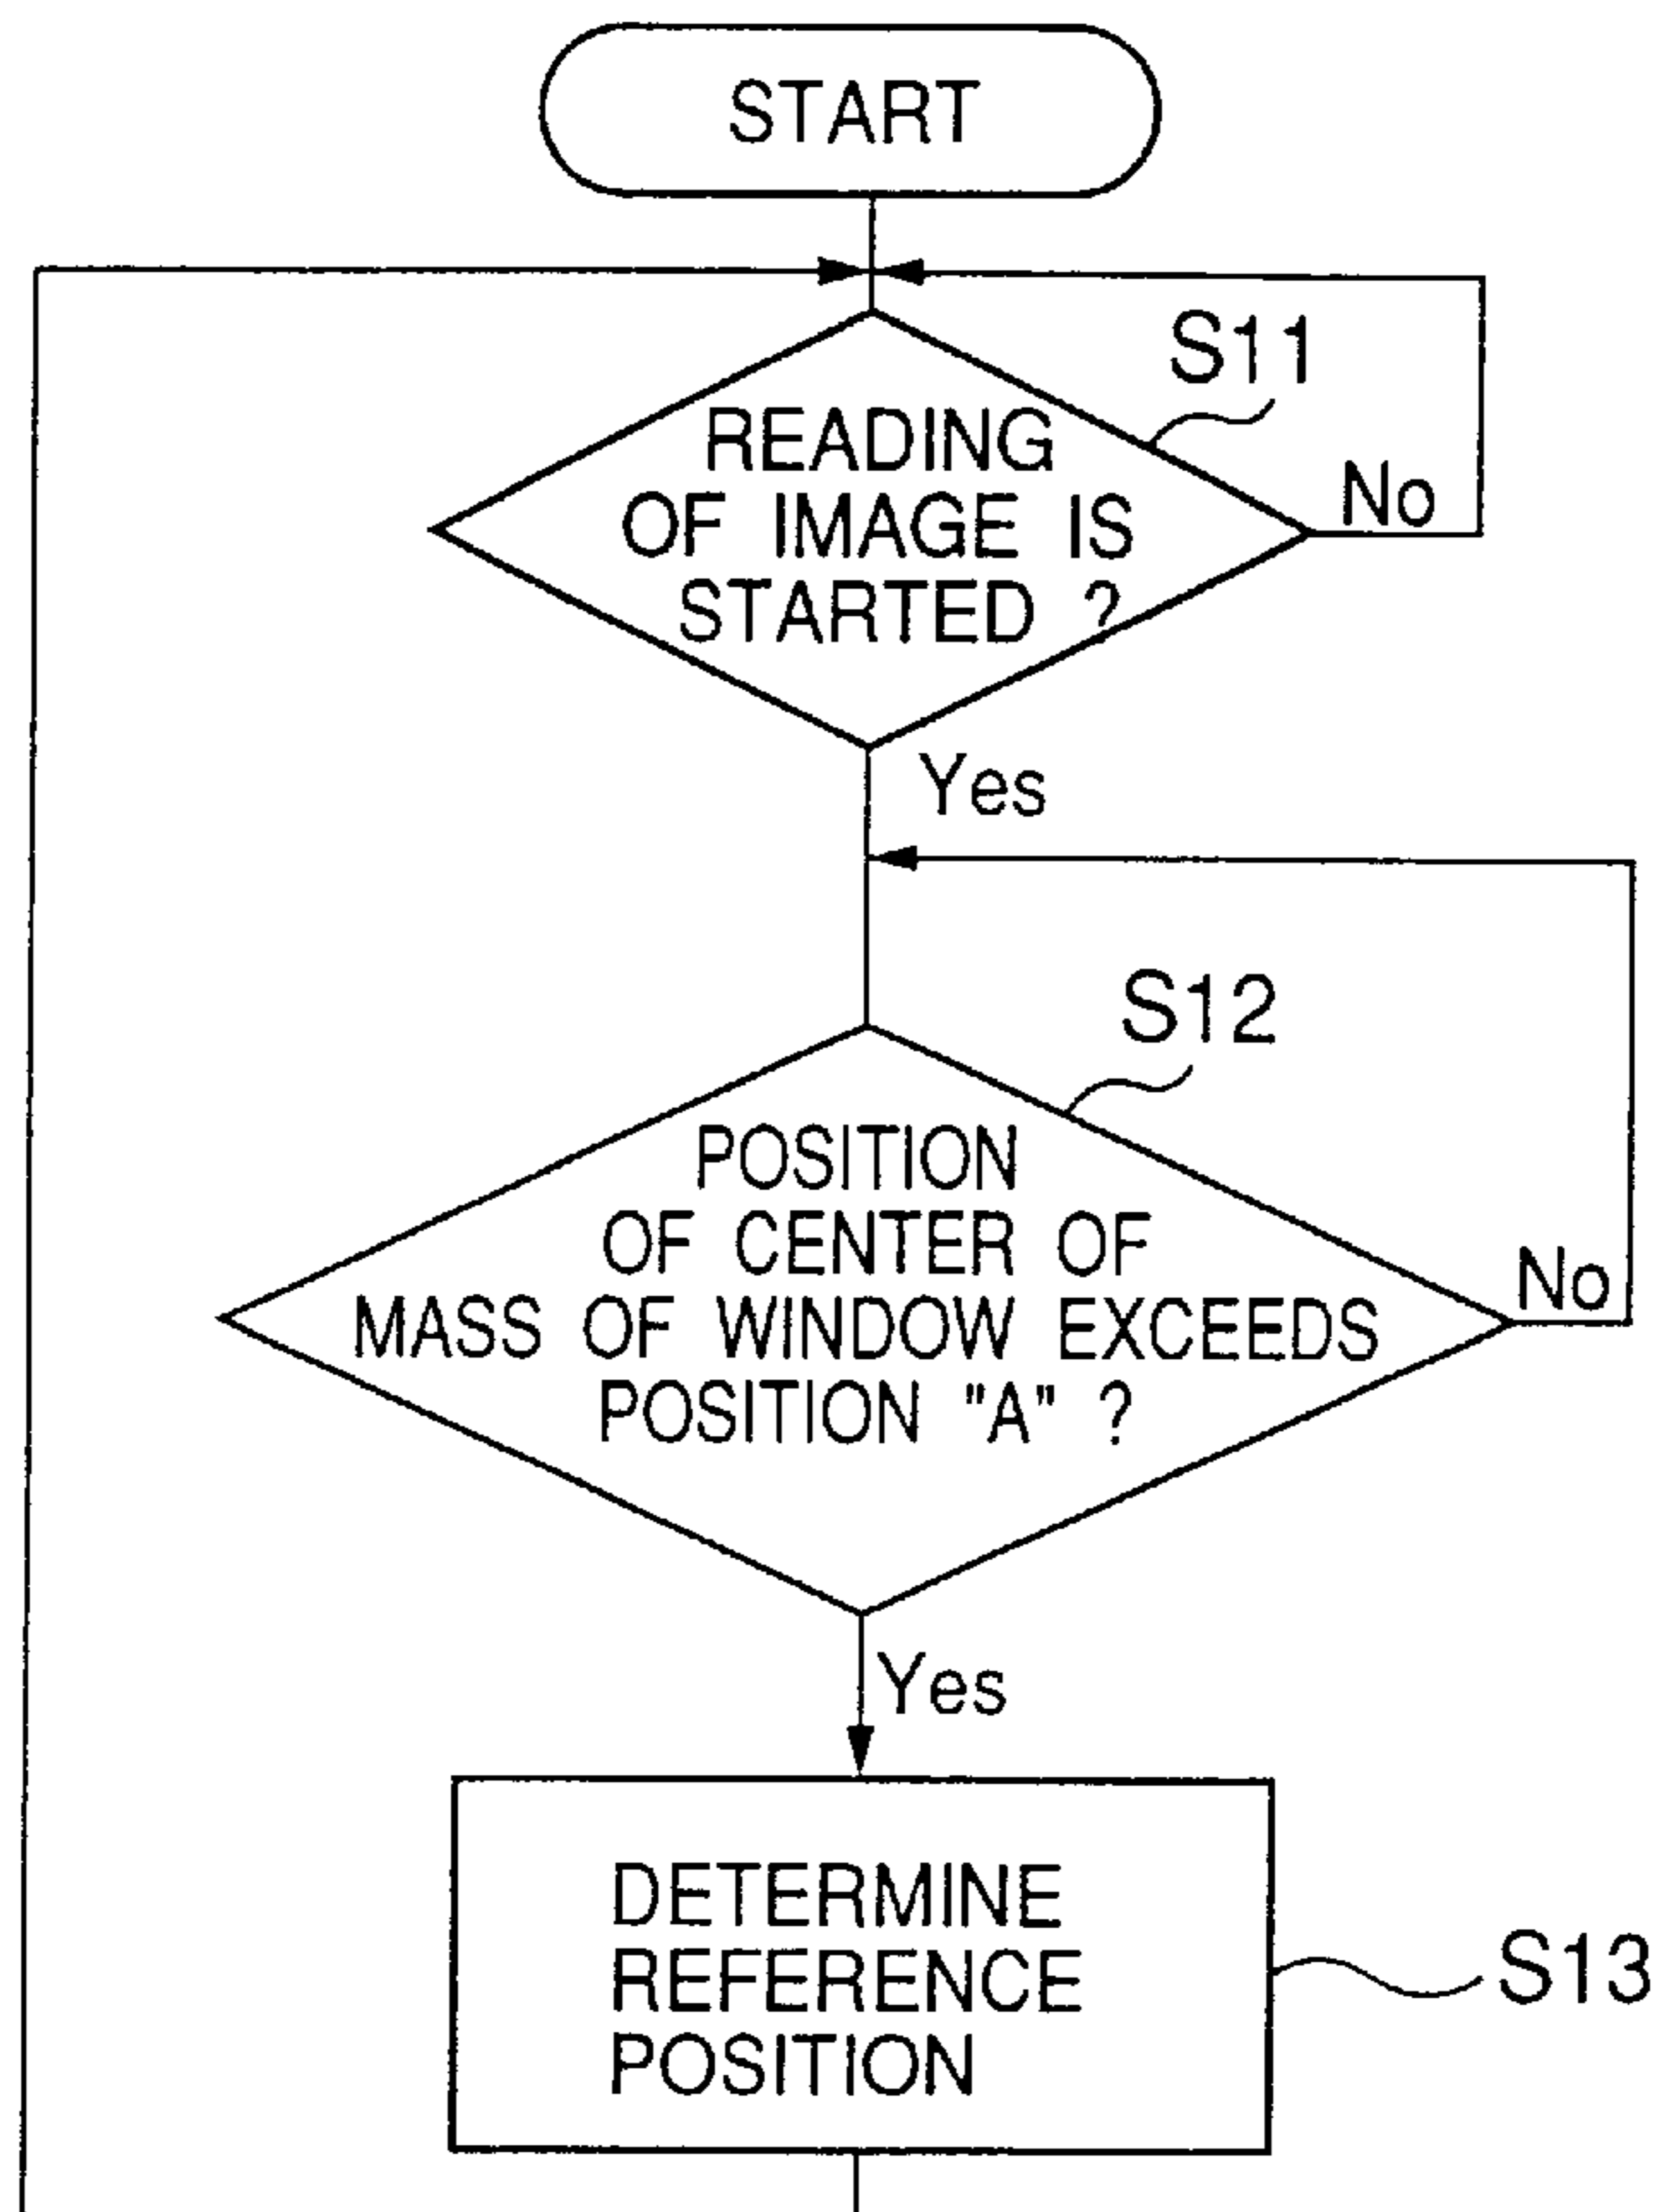 START
S11
READING
OF IMAGE IS
STARTED ?
No
Yes
S12
POSITION
OF CENTER OF
MASS OF WINDOW EXCEEDS
POSITION "A" ?
No
Yes
DETERMINE
REFERENCE
POSITION
S13